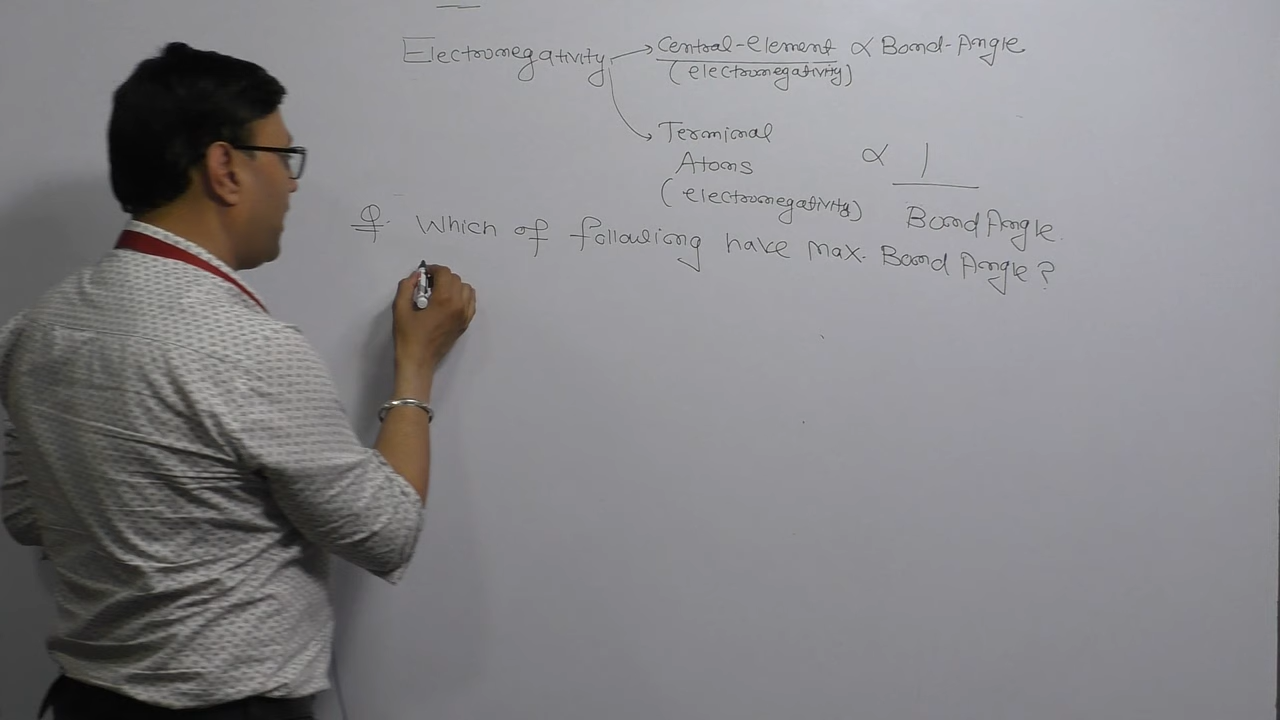 Electronegativity → Central-element ∝ Bond-Angle
(electronegativity)
→ Terminal
Atoms
(electronegativity)
∝ 1
Bond Angle.
Q. Which of following have max. Bond Angle?